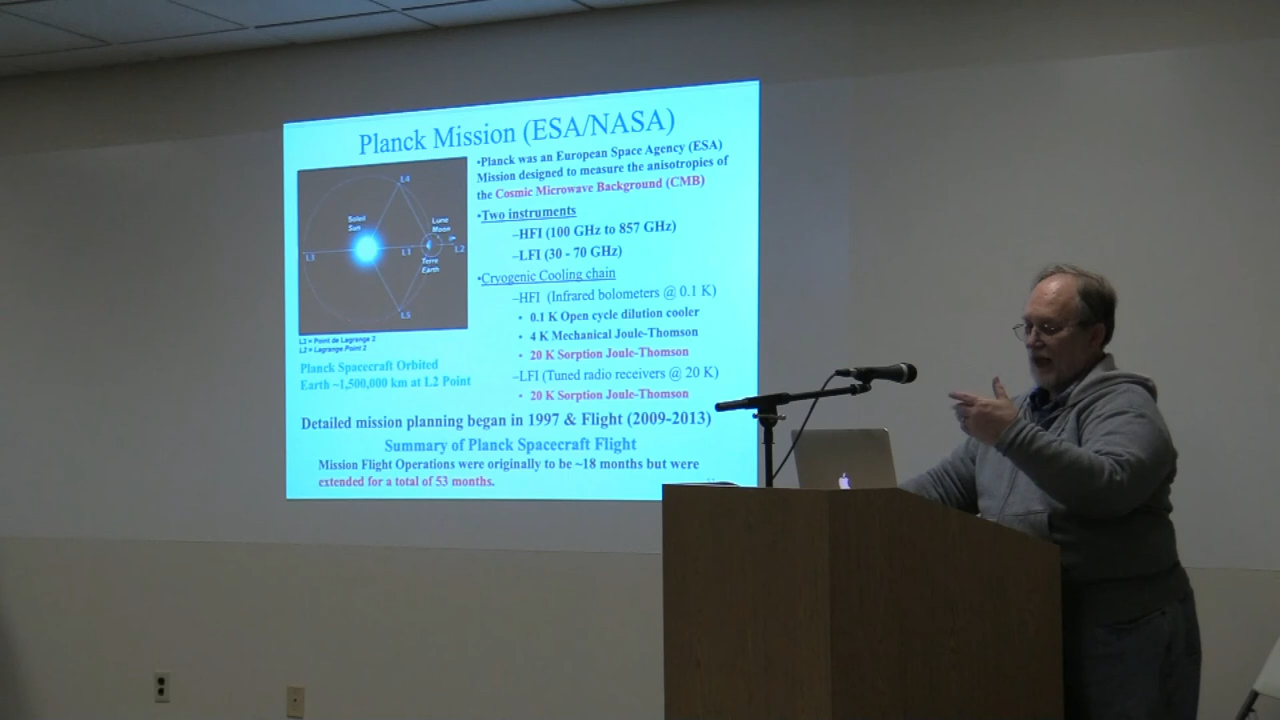 Planck Mission (ESA/NASA)
L4
Soleil
Sun
Lune
Moon
L3
L1
L2
Terre
Earth
L5
L2 = Point de Lagrange 2
L2 = Lagrange Point 2
Planck Spacecraft Orbited
Earth ~1,500,000 km at L2 Point
•Planck was an European Space Agency (ESA)
Mission designed to measure the anisotropies of
the Cosmic Microwave Background (CMB)
•Two instruments
–HFI (100 GHz to 857 GHz)
–LFI (30 - 70 GHz)
•Cryogenic Cooling chain
–HFI (Infrared bolometers @ 0.1 K)
• 0.1 K Open cycle dilution cooler
• 4 K Mechanical Joule-Thomson
• 20 K Sorption Joule-Thomson
–LFI (Tuned radio receivers @ 20 K)
• 20 K Sorption Joule-Thomson
Detailed mission planning began in 1997 & Flight (2009-2013)
Summary of Planck Spacecraft Flight
Mission Flight Operations were originally to be ~18 months but were
extended for a total of 53 months.